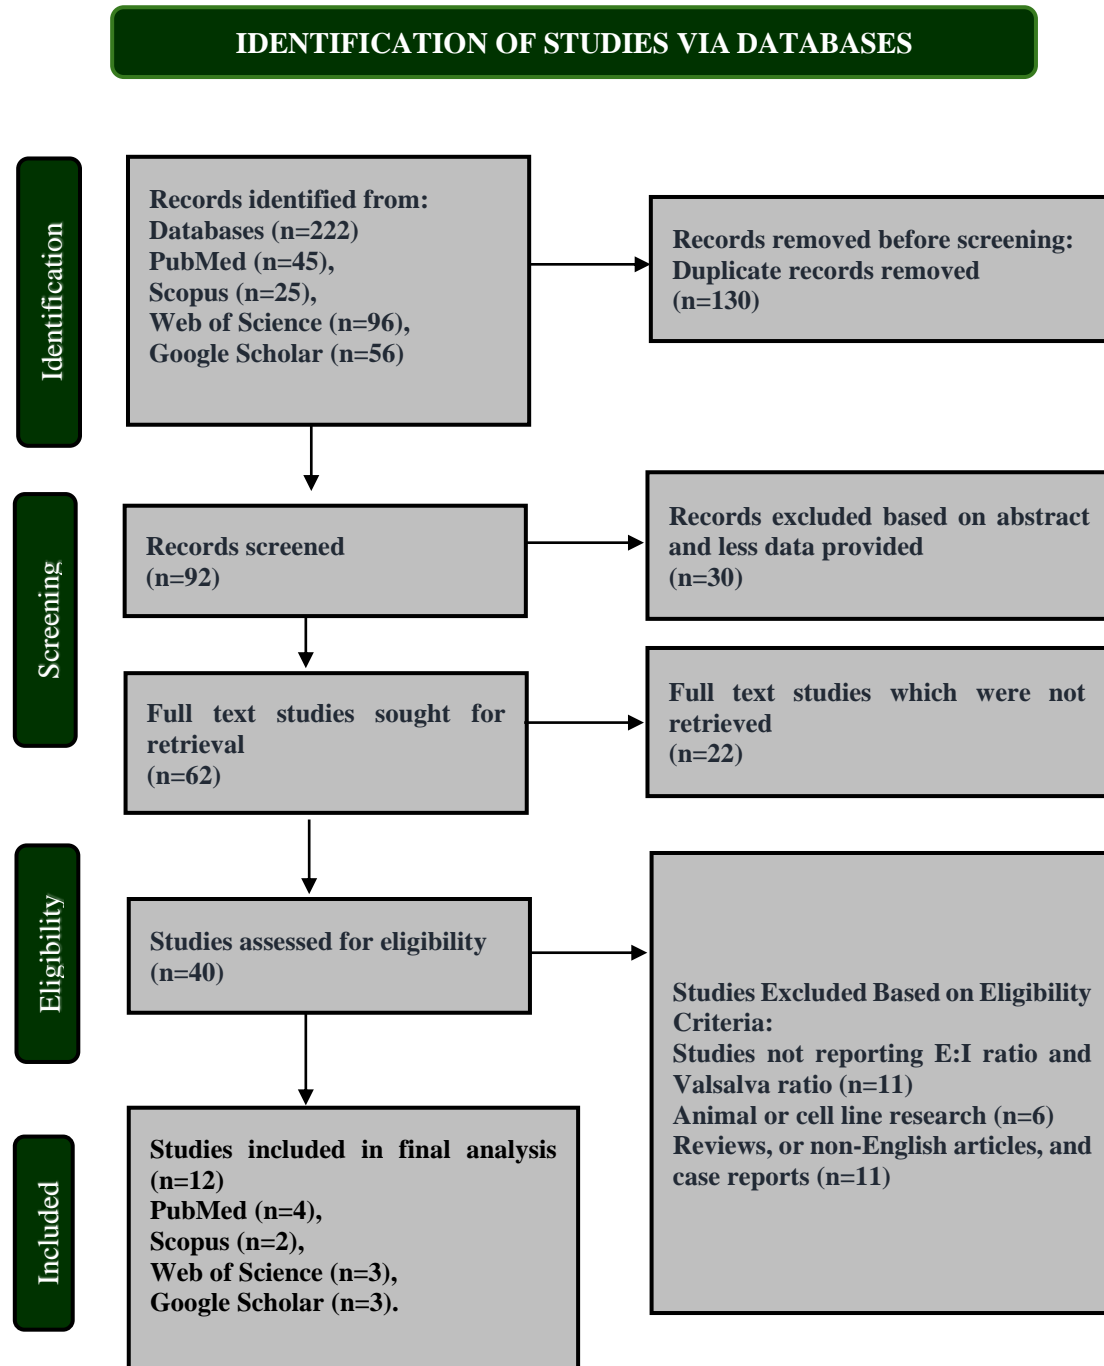 IDENTIFICATION OF STUDIES VIA DATABASES
Identification
Records identified from:
Databases (n=222)
PubMed (n=45),
Scopus (n=25),
Web of Science (n=96),
Google Scholar (n=56)
Records removed before screening:
Duplicate records removed
(n=130)
Screening
Records screened
(n=92)
Records excluded based on abstract
and less data provided
(n=30)
Full text studies sought for
retrieval
(n=62)
Full text studies which were not
retrieved
(n=22)
Eligibility
Studies assessed for eligibility
(n=40)
Studies Excluded Based on Eligibility
Criteria:
Studies not reporting E:I ratio and
Valsalva ratio (n=11)
Animal or cell line research (n=6)
Reviews, or non-English articles, and
case reports (n=11)
Included
Studies included in final analysis
(n=12)
PubMed (n=4),
Scopus (n=2),
Web of Science (n=3),
Google Scholar (n=3).